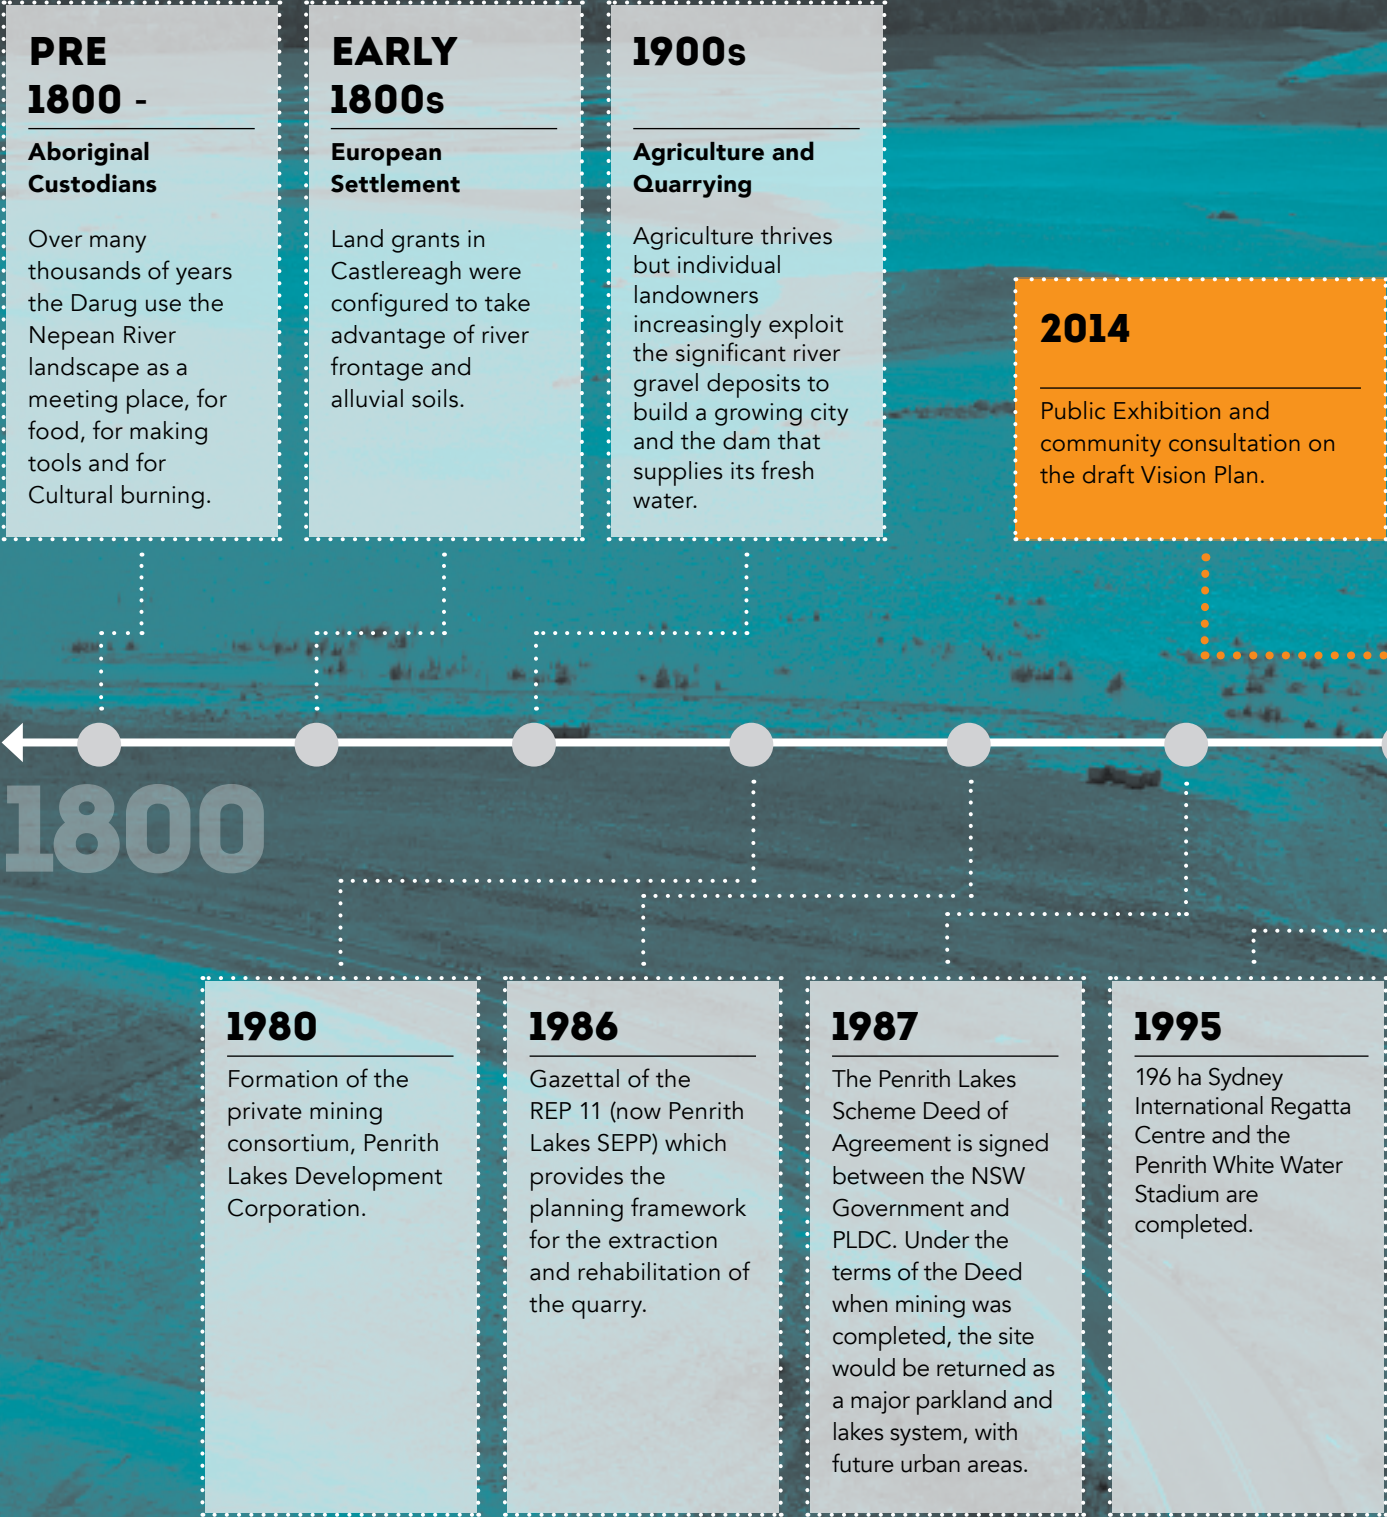 PRE
1800 -
Aboriginal
Custodians
Over many
thousands of years
the Darug use the
Nepean River
landscape as a
meeting place, for
food, for making
tools and for
Cultural burning.
EARLY
1800s
European
Settlement
Land grants in
Castlereagh were
configured to take
advantage of river
frontage and
alluvial soils.
1900s
Agriculture and
Quarrying
Agriculture thrives
but individual
landowners
increasingly exploit
the significant river
gravel deposits to
build a growing city
and the dam that
supplies its fresh
water.
2014
Public Exhibition and
community consultation on
the draft Vision Plan.
1800
1980
Formation of the
private mining
consortium, Penrith
Lakes Development
Corporation.
1986
Gazettal of the
REP 11 (now Penrith
Lakes SEPP) which
provides the
planning framework
for the extraction
and rehabilitation of
the quarry.
1987
The Penrith Lakes
Scheme Deed of
Agreement is signed
between the NSW
Government and
PLDC. Under the
terms of the Deed
when mining was
completed, the site
would be returned as
a major parkland and
lakes system, with
future urban areas.
1995
196 ha Sydney
International Regatta
Centre and the
Penrith White Water
Stadium are
completed.